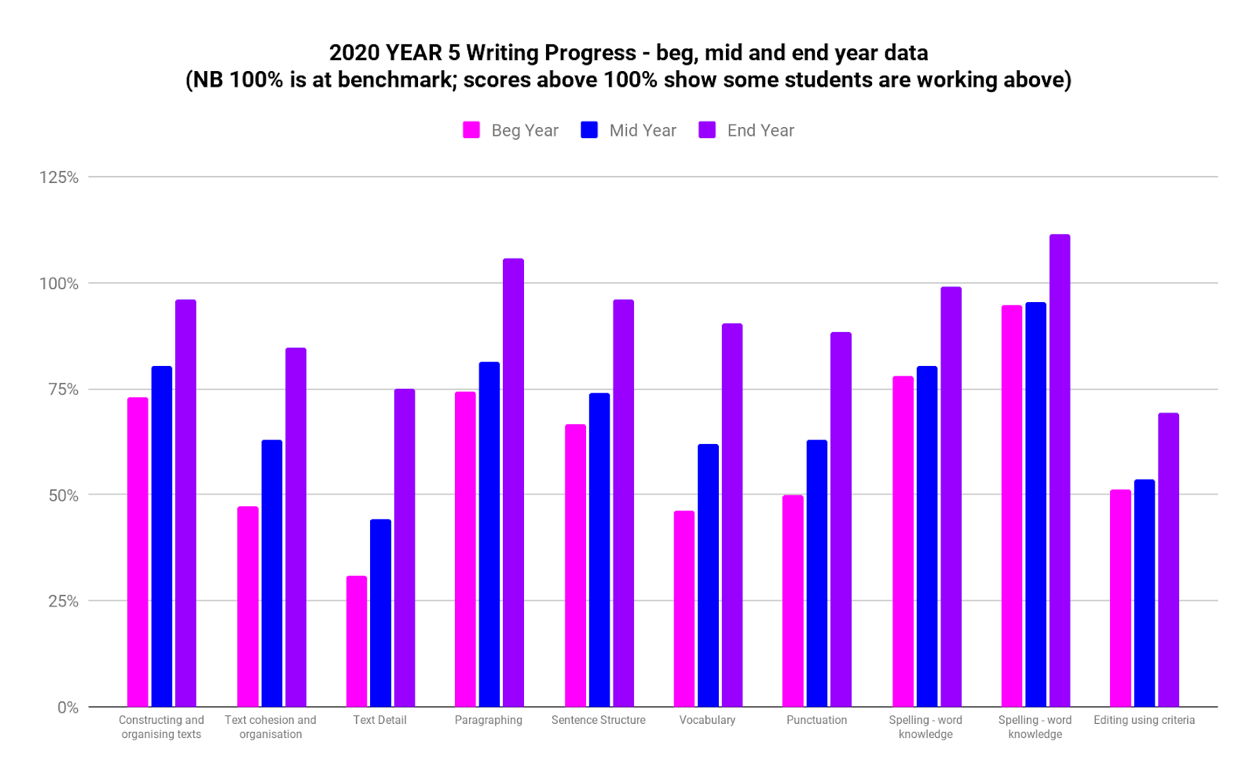 2020 YEAR 5 Writing Progress - beg, mid and end year data
(NB 100% is at benchmark; scores above 100% show some students are working above)
Beg Year
Mid Year
End Year
125%
100%
75%
50%
25%
0%
Constructing and
organising texts
Text cohesion and
organisation
Text Detail
Paragraphing
Sentence Structure
Vocabulary
Punctuation
Spelling - word
knowledge
Spelling - word
knowledge
Editing using criteria